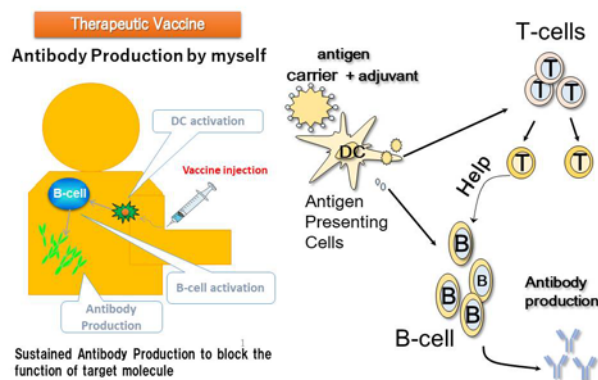 Therapeutic Vaccine
Antibody Production by myself
DC activation
Vaccine injection
B-cell
B-cell activation
Antibody
Production
1
Sustained Antibody Production to block the
function of target molecule
antigen
carrier + adjuvant
DC
Antigen
Presenting
Cells
T-cells
T
T
T
T
T
Help
B
B
B
B
B-cell
Antibody
production